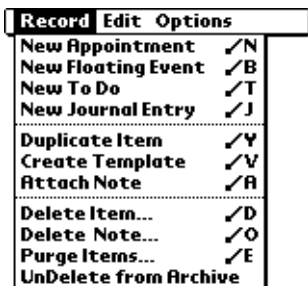 Record Edit Options
New Appointment /N
New Floating Event /B
New To Do /T
New Journal Entry /J
Duplicate Item /Y
Create Template /V
Attach Note /A
Delete Item... /D
Delete Note... /O
Purge Items... /E
UnDelete from Archive